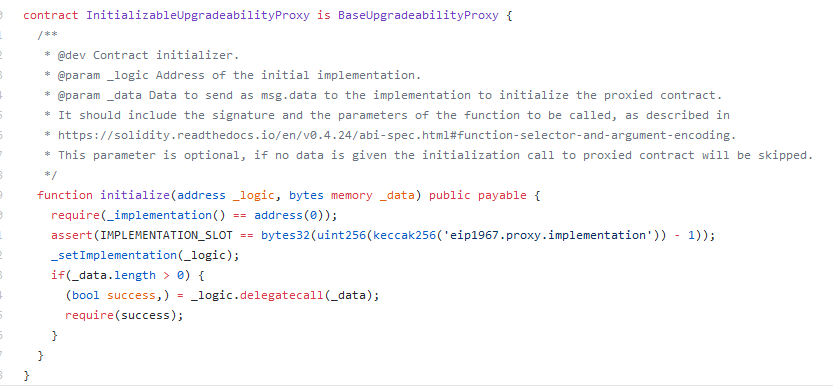 contract InitializableUpgradeabilityProxy is BaseUpgradeabilityProxy {
  /**
   * @dev Contract initializer.
   * @param _logic Address of the initial implementation.
   * @param _data Data to send as msg.data to the implementation to initialize the proxied contract.
   * It should include the signature and the parameters of the function to be called, as described in
   * https://solidity.readthedocs.io/en/v0.4.24/abi-spec.html#function-selector-and-argument-encoding.
   * This parameter is optional, if no data is given the initialization call to proxied contract will be skipped.
   */
  function initialize(address _logic, bytes memory _data) public payable {
    require(_implementation() == address(0));
    assert(IMPLEMENTATION_SLOT == bytes32(uint256(keccak256('eip1967.proxy.implementation')) - 1));
    _setImplementation(_logic);
    if(_data.length > 0) {
      (bool success,) = _logic.delegatecall(_data);
      require(success);
    }
  }
}